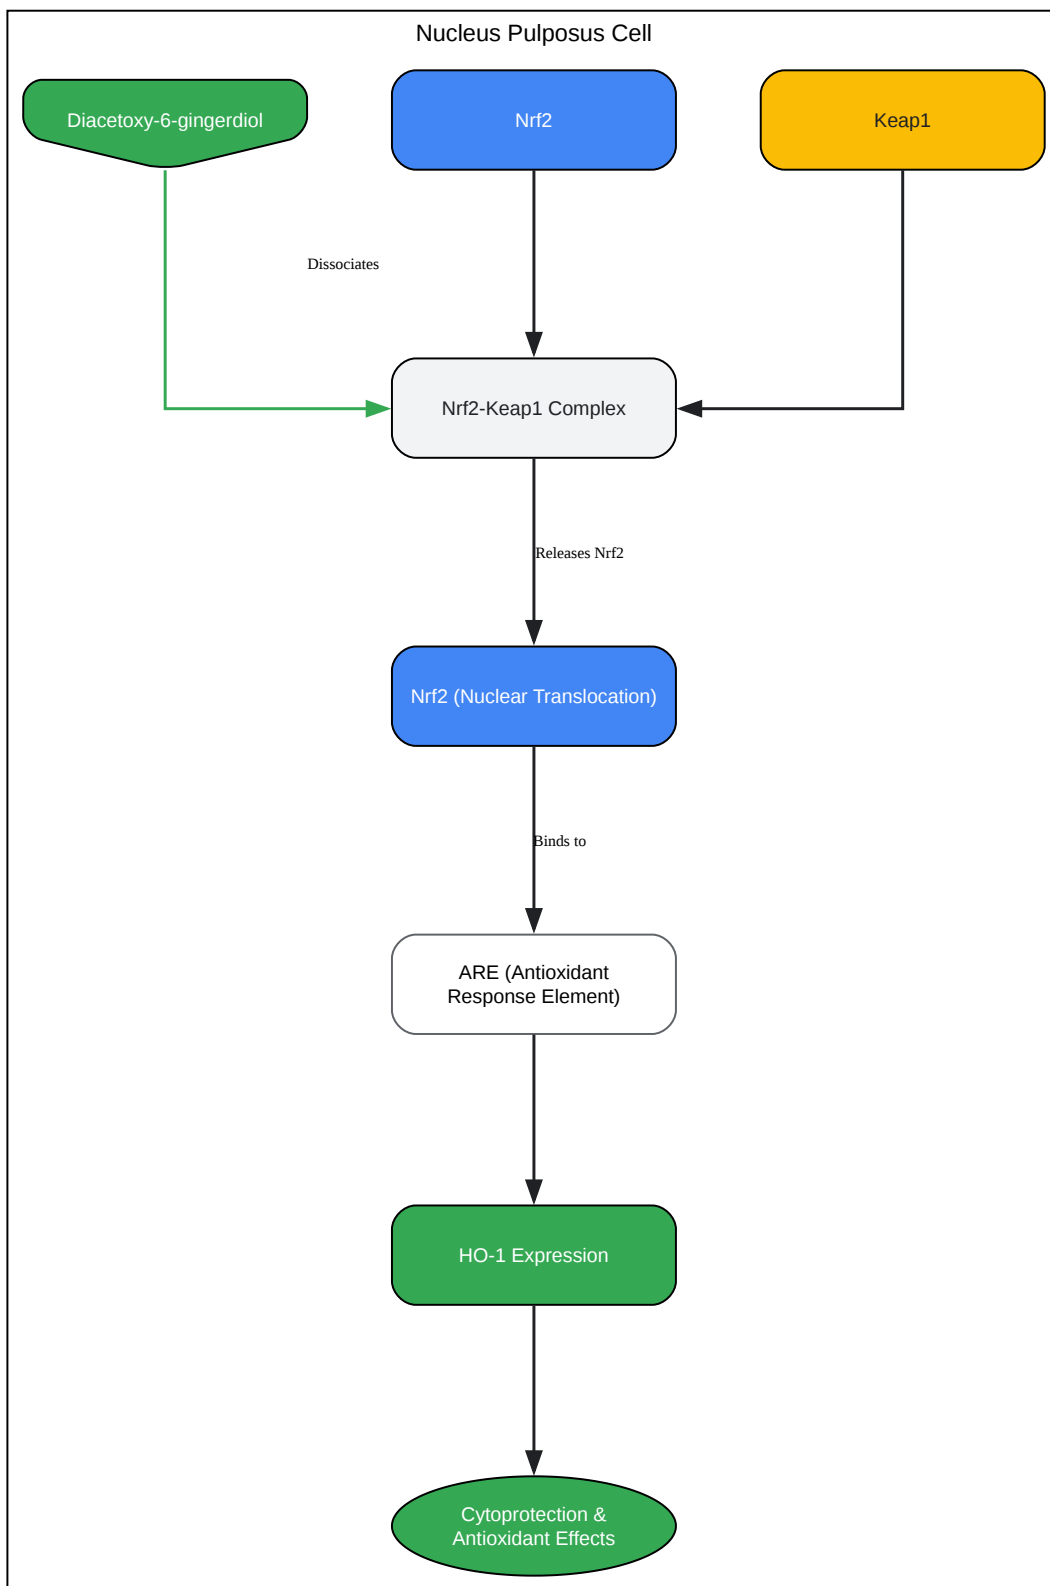 Nucleus Pulposus Cell
Diacetoxy-6-gingerdiol
Nrf2
Keap1
Dissociates
Nrf2-Keap1 Complex
Releases Nrf2
Nrf2 (Nuclear Translocation)
Binds to
ARE (Antioxidant
Response Element)
HO-1 Expression
Cytoprotection &
Antioxidant Effects